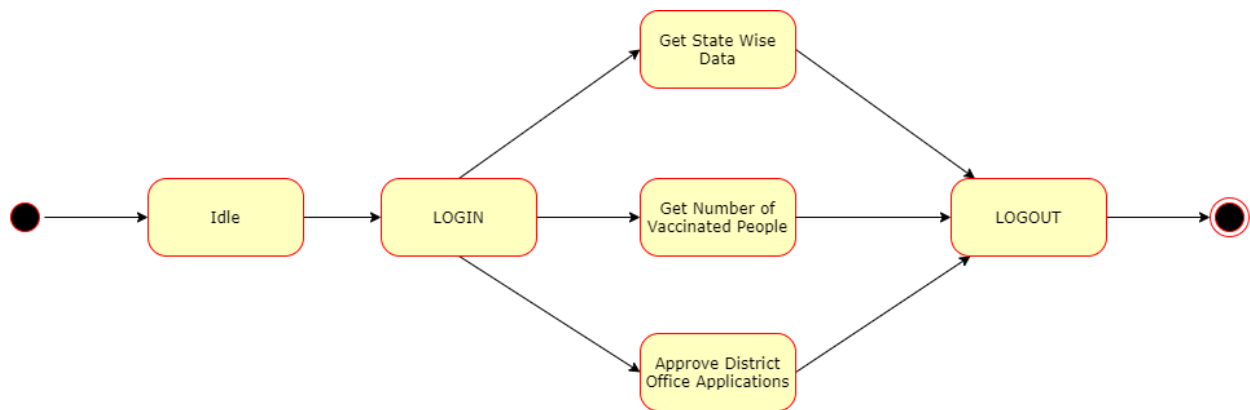 Get State Wise
Data
Idle
LOGIN
Get Number of
Vaccinated People
LOGOUT
Approve District
Office Applications